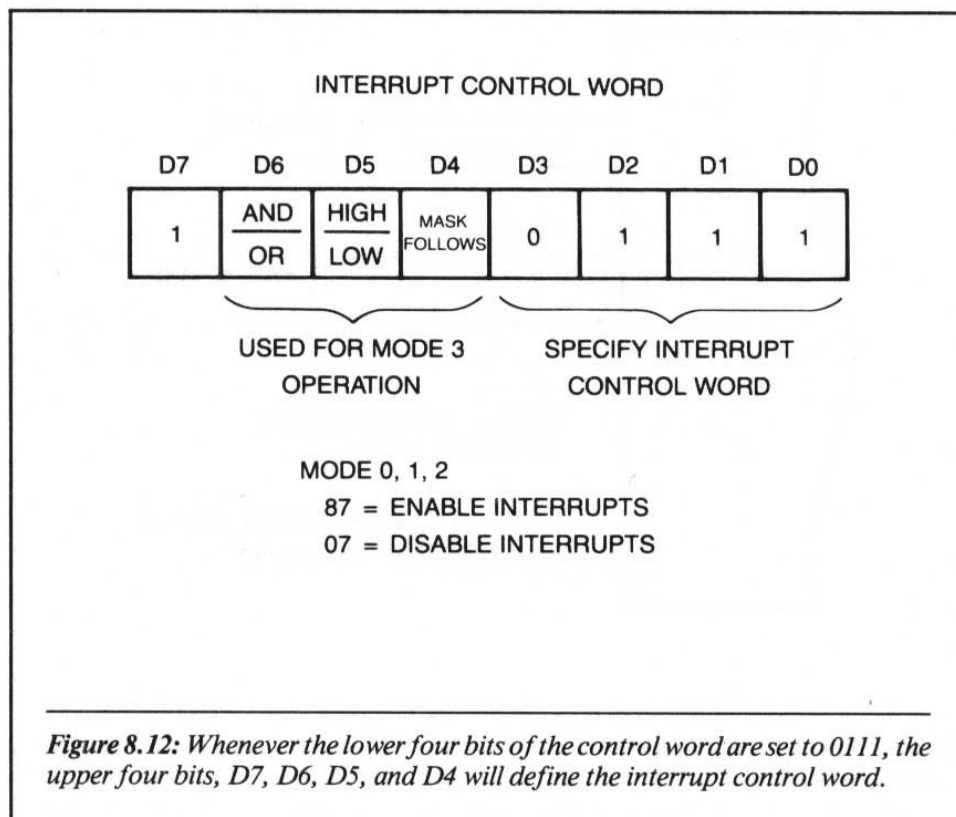 INTERRUPT CONTROL WORD
D7 D6 D5 D4 D3 D2 D1 D0
1 AND OR HIGH LOW MASK FOLLOWS 0 1 1 1
USED FOR MODE 3 OPERATION
SPECIFY INTERRUPT CONTROL WORD
MODE 0, 1, 2
87 = ENABLE INTERRUPTS
07 = DISABLE INTERRUPTS
Figure 8.12: Whenever the lower four bits of the control word are set to 0111, the
upper four bits, D7, D6, D5, and D4 will define the interrupt control word.